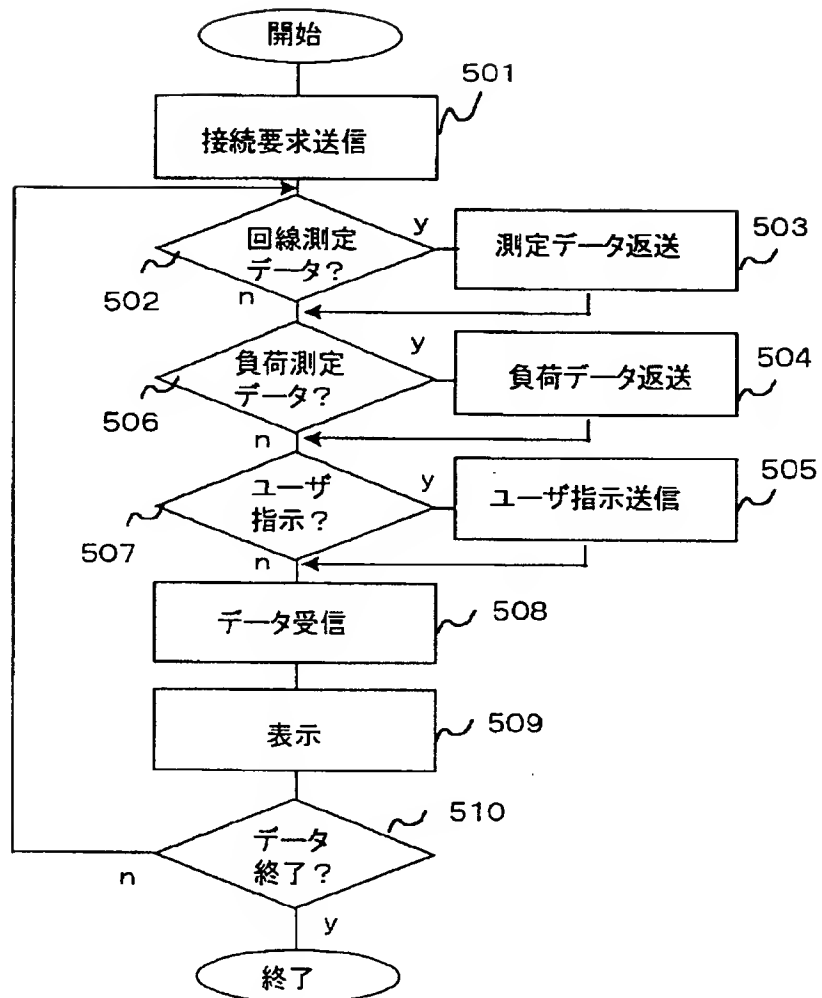 開始
501
接続要求送信
回線測定
データ?
y
測定データ返送
503
502
n
負荷測定
データ?
y
負荷データ返送
504
506
n
ユーザ
指示?
y
ユーザ指示送信
505
507
n
データ受信
508
表示
509
データ
終了?
510
n
y
終了